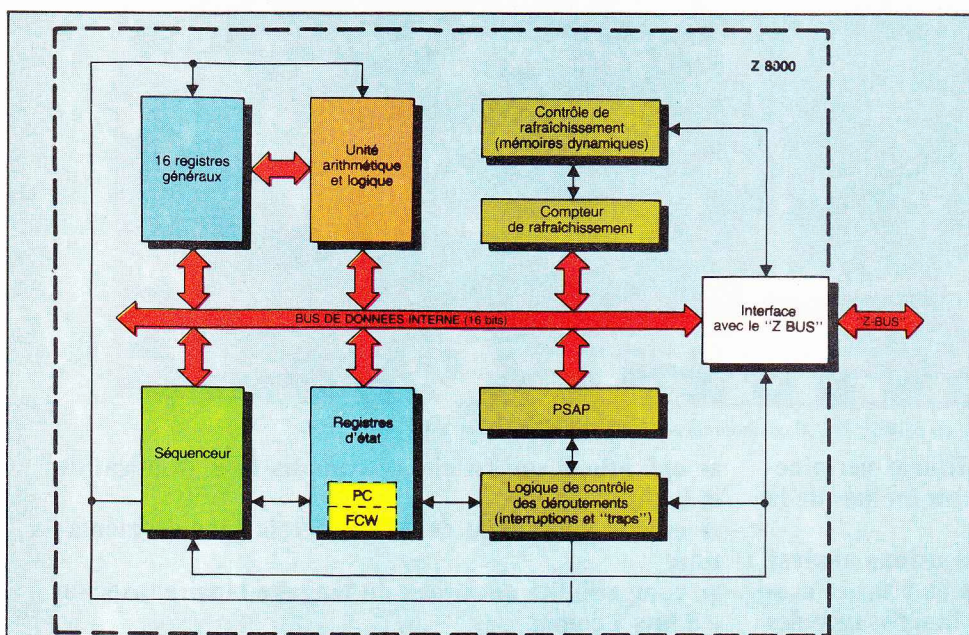 Z 8000
16 registres
généraux
Unité
arithmétique
et logique
Contrôle de
rafraîchissement
(mémoires dynamiques)
Compteur
de rafraîchissement
BUS DE DONNEES INTERNE (16 bits)
Interface
avec le "Z BUS"
"Z-BUS"
Séquenceur
Registres
d'état
PC
FCW
PSAP
Logique de contrôle
des déroutements
(interruptions et "traps")